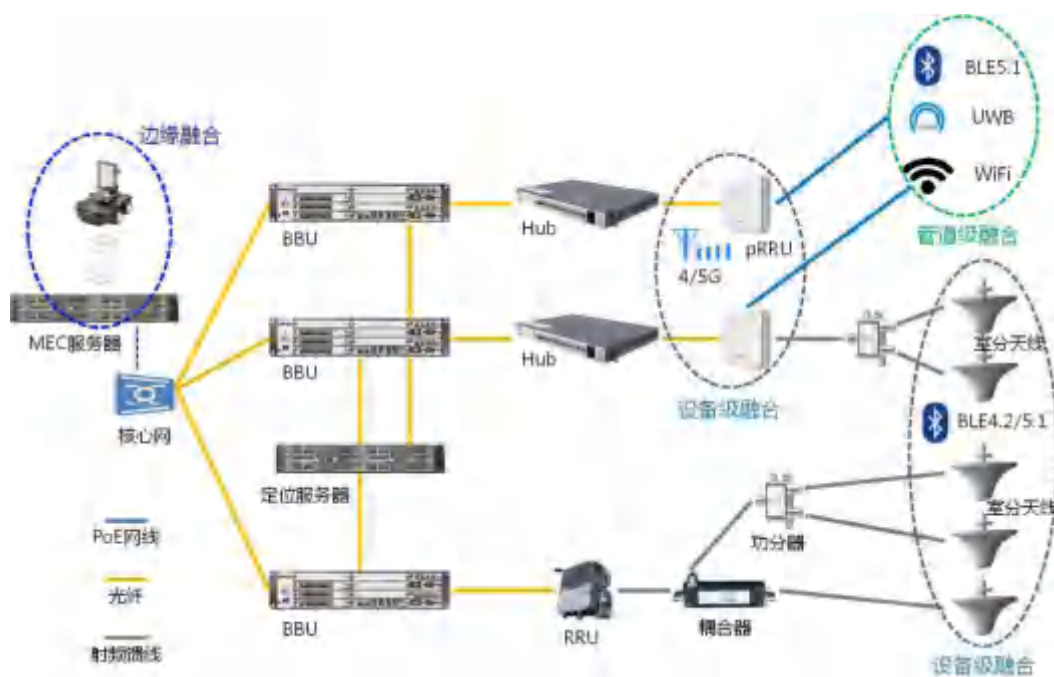 边缘融合
BLE5.1
UWB
WiFi
管道级融合
BBU
Hub
pRRU
4/5G
MEC服务器
BBU
Hub
室分天线
设备级融合
核心网
BLE4.2/5.1
定位服务器
室分天线
PoE网线
功分器
光纤
BBU
RRU
耦合器
射频馈线
设备级融合